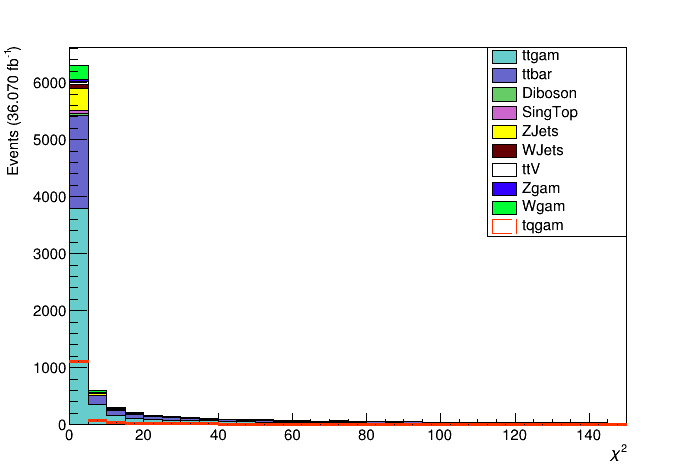 Events (36.070 fb⁻¹)
6000
5000
4000
3000
2000
1000
0
0 20 40 60 80 100 120 140
χ²
ttgam
ttbar
Diboson
SingTop
ZJets
WJets
ttV
Zgam
Wgam
tqgam